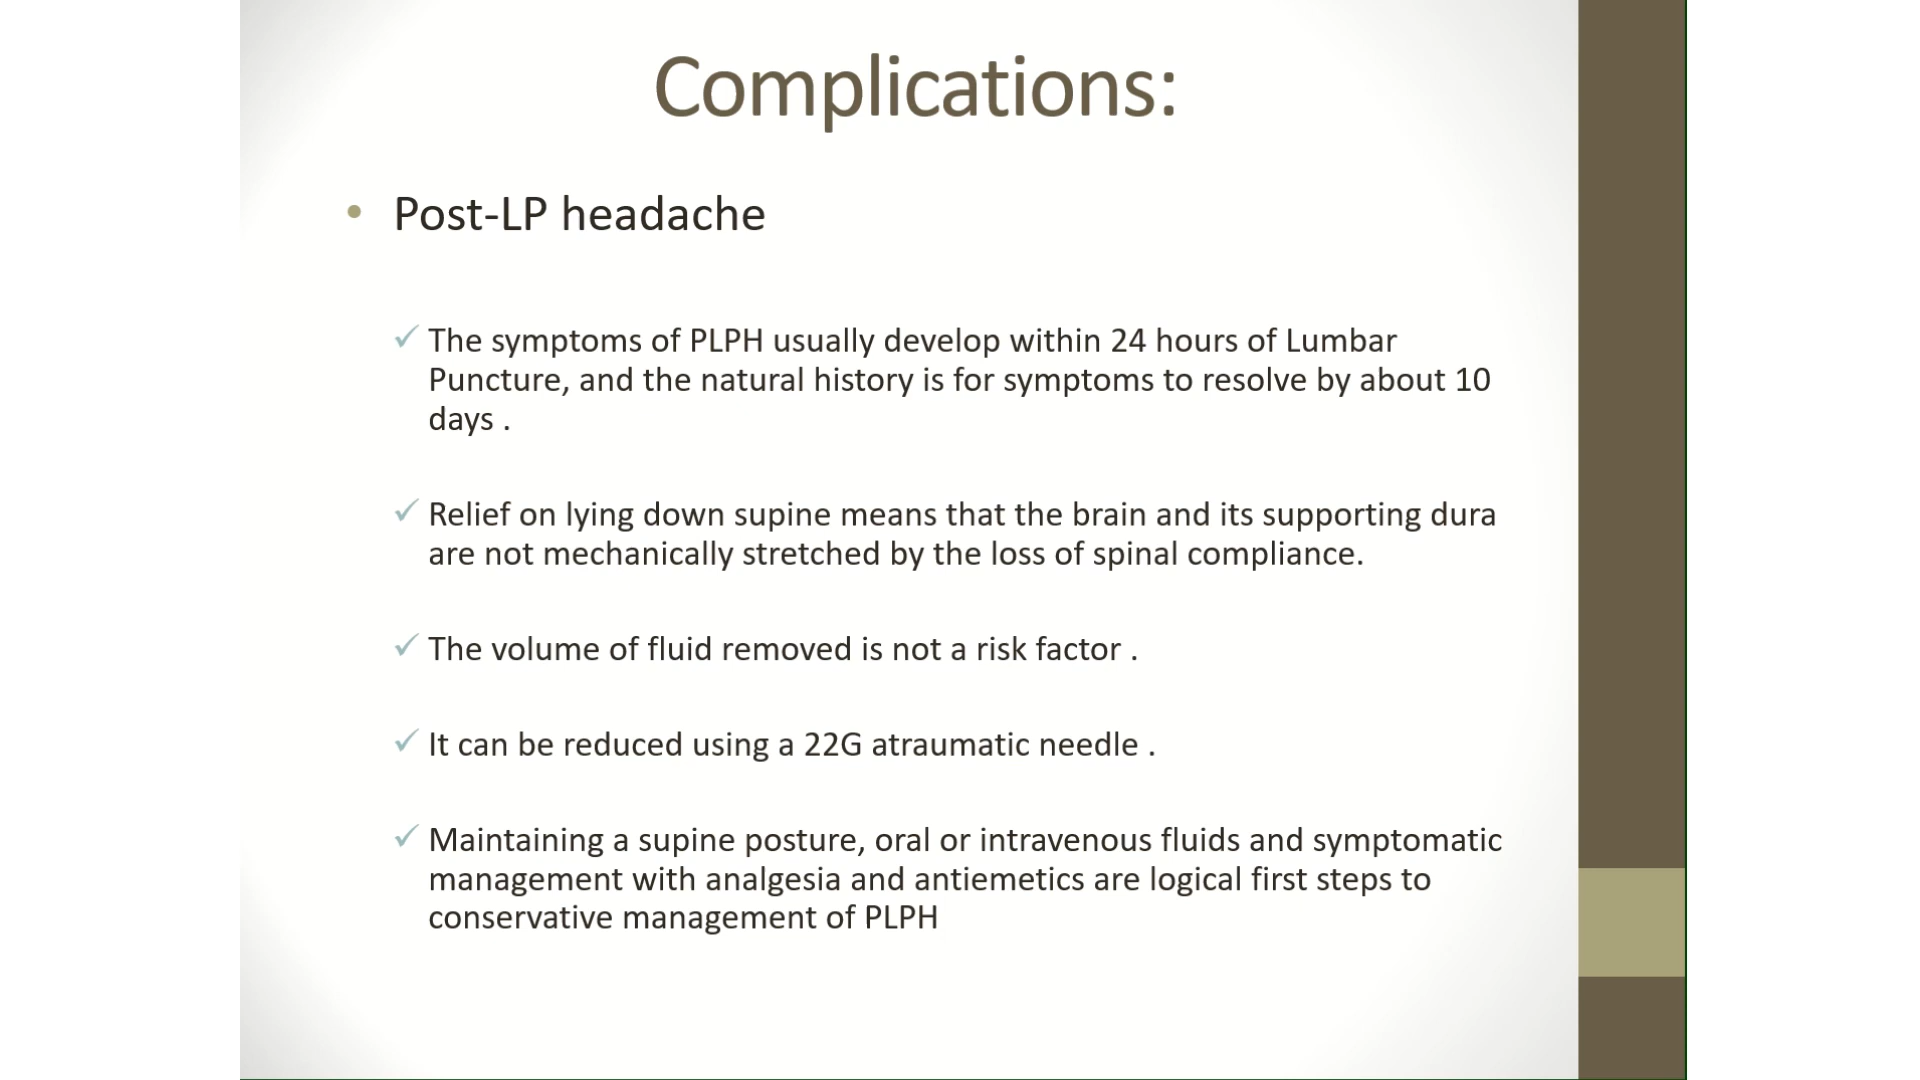 Complications:
• Post-LP headache
✓ The symptoms of PLPH usually develop within 24 hours of Lumbar
Puncture, and the natural history is for symptoms to resolve by about 10
days .
✓ Relief on lying down supine means that the brain and its supporting dura
are not mechanically stretched by the loss of spinal compliance.
✓ The volume of fluid removed is not a risk factor .
✓ It can be reduced using a 22G atraumatic needle .
✓ Maintaining a supine posture, oral or intravenous fluids and symptomatic
management with analgesia and antiemetics are logical first steps to
conservative management of PLPH